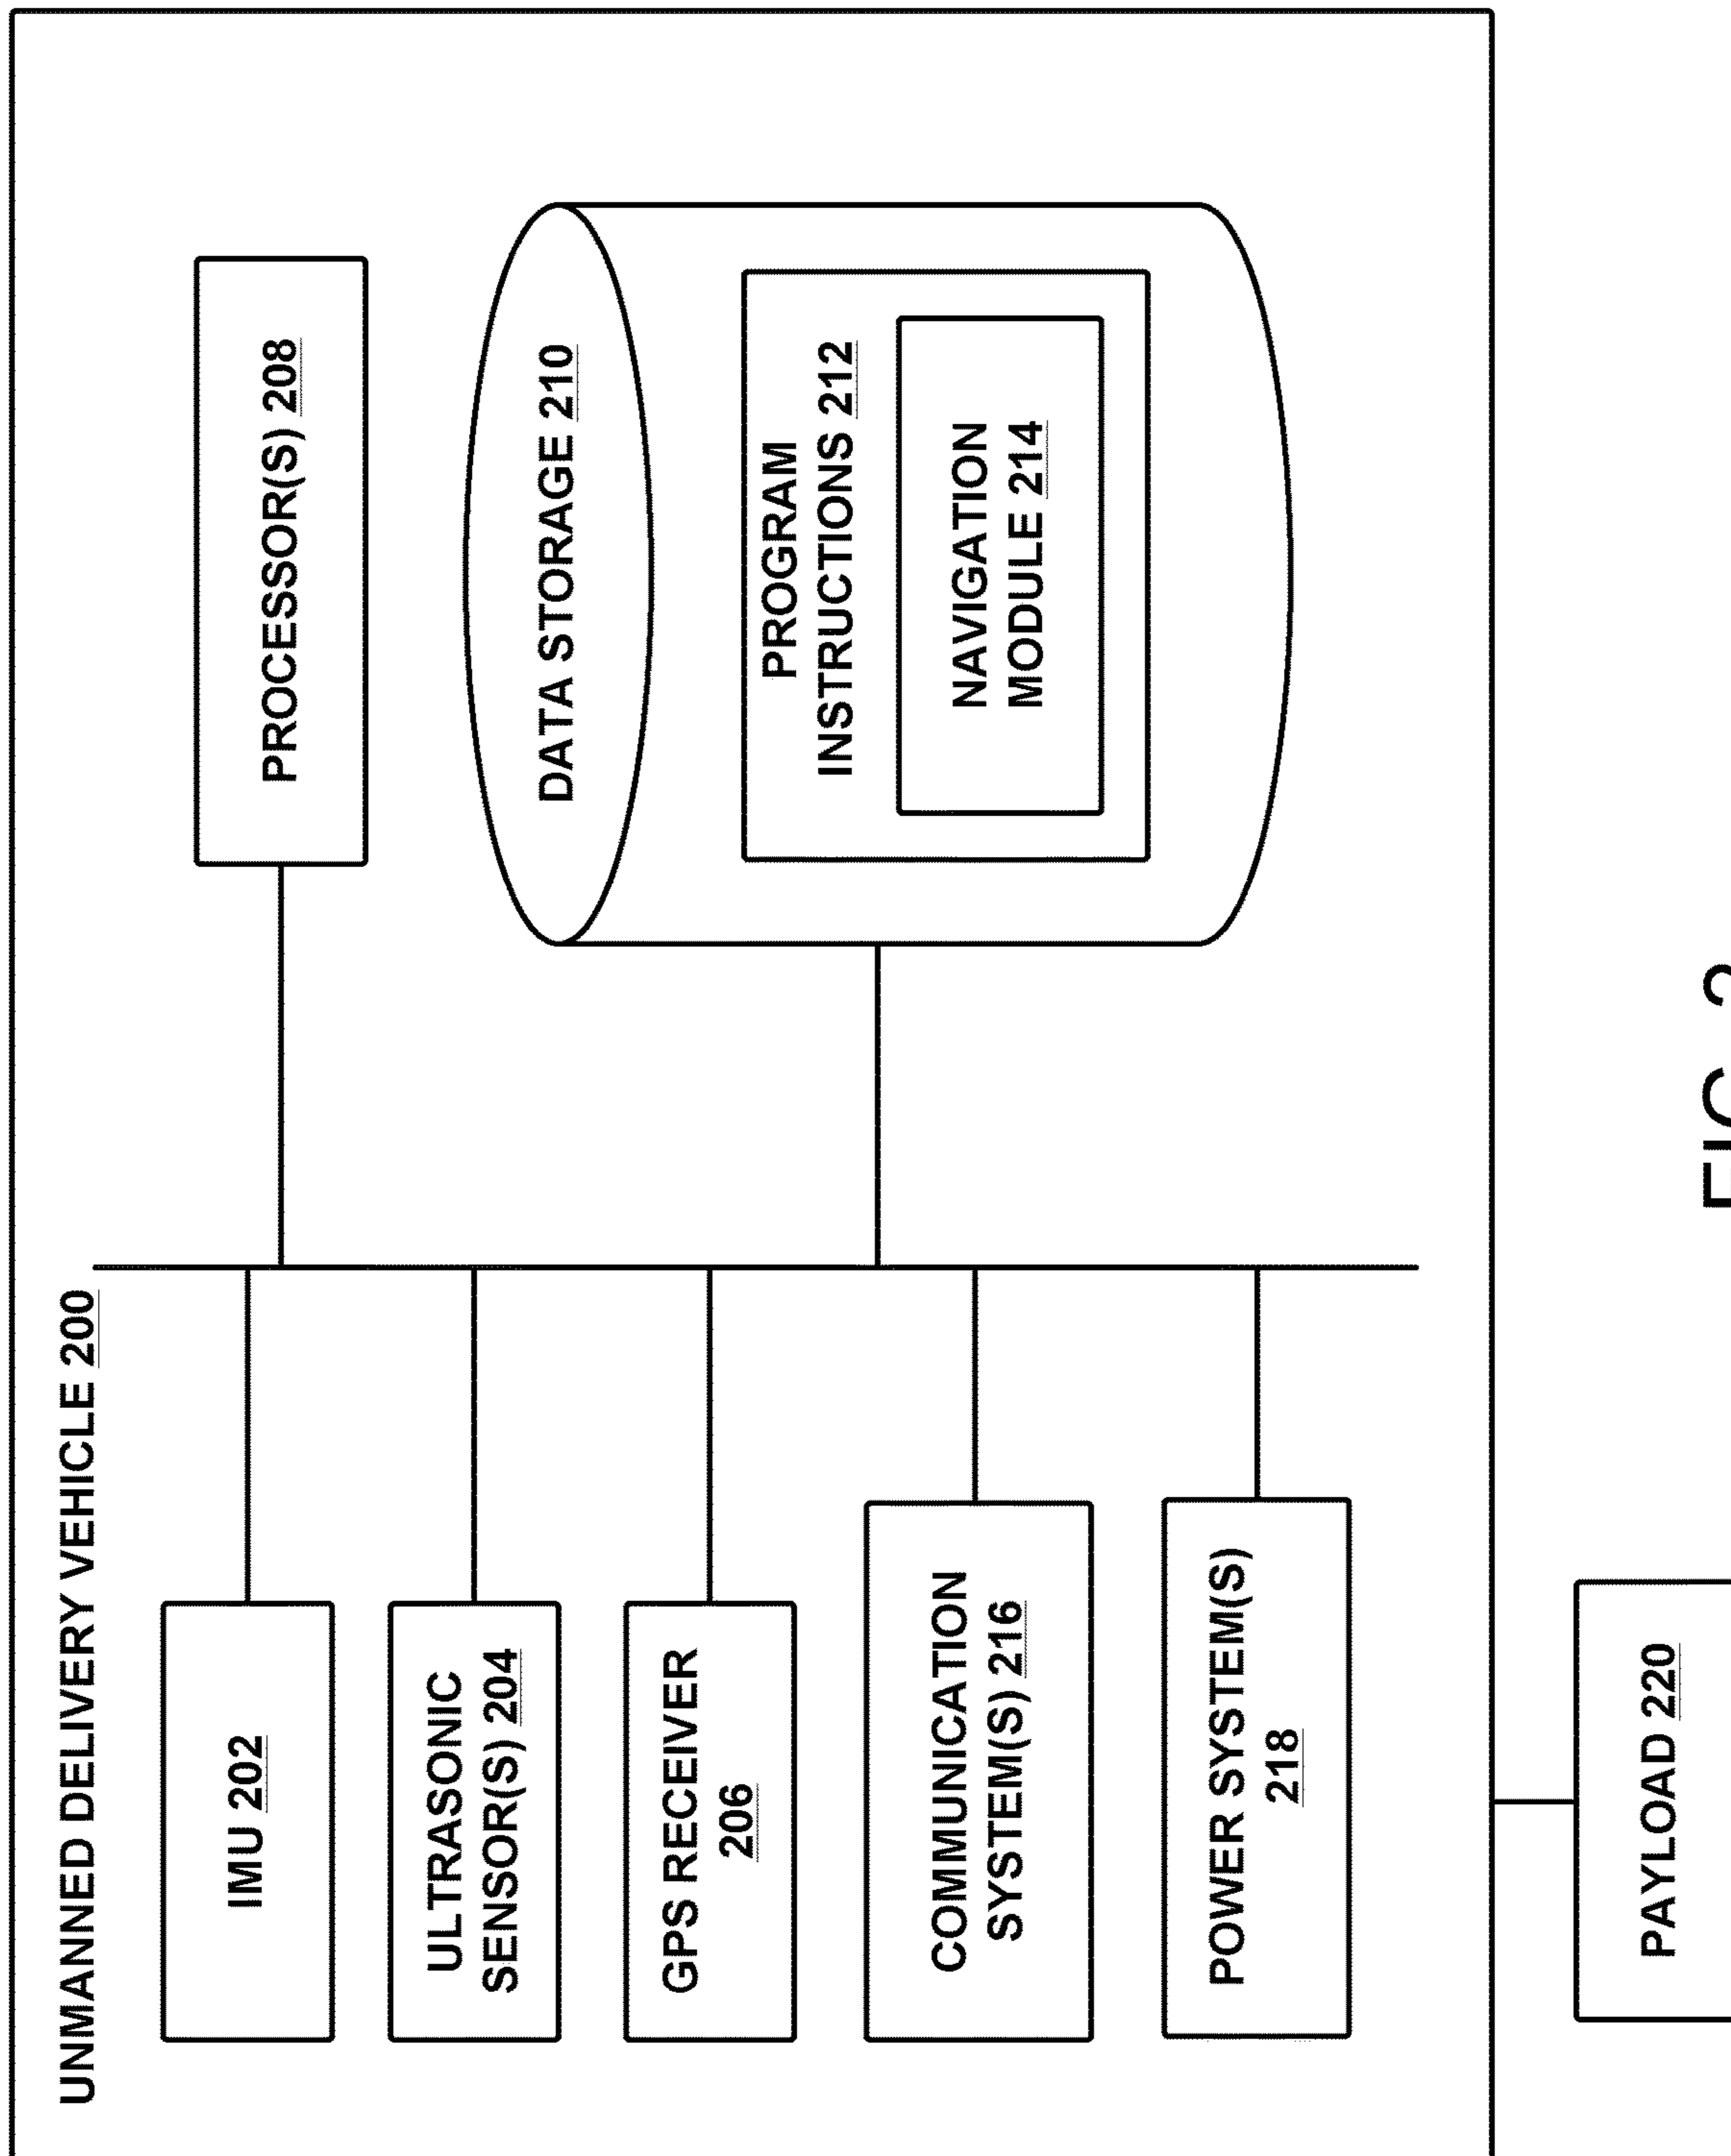 UNMANNED DELIVERY VEHICLE 200
IMU 202
ULTRASONIC
SENSOR(S) 204
GPS RECEIVER
206
COMMUNICATION
SYSTEM(S) 216
POWER SYSTEM(S)
218
PROCESSOR(S) 208
DATA STORAGE 210
PROGRAM
INSTRUCTIONS 212
NAVIGATION
MODULE 214
PAYLOAD 220